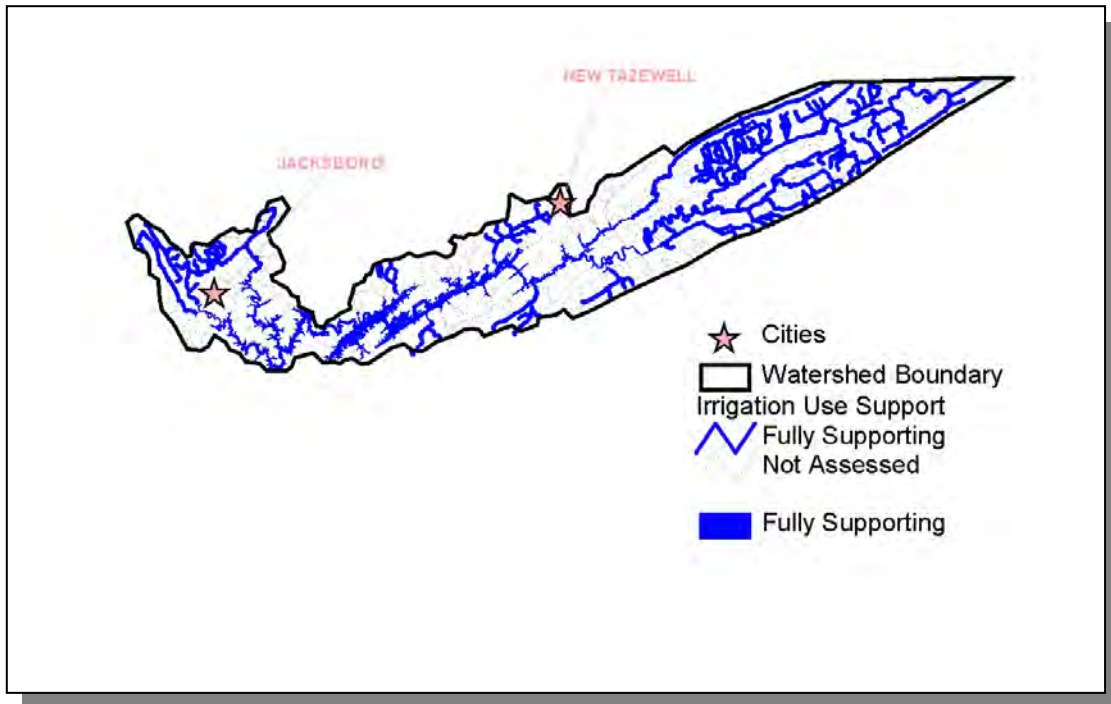 NEW TAZEWELL
JACKSBORO
Cities
Watershed Boundary
Irrigation Use Support
Fully Supporting
Not Assessed
Fully Supporting